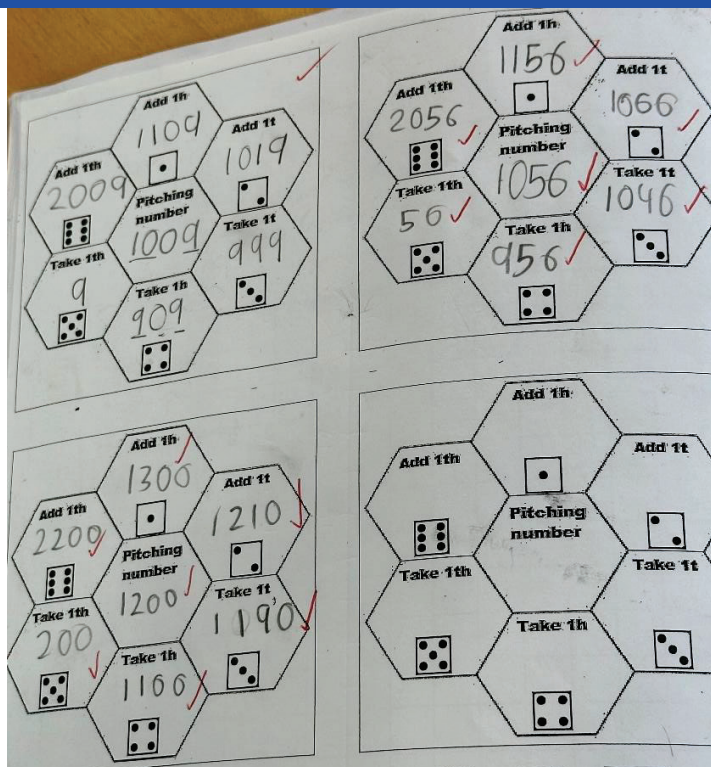 Add 1h
1109
Add 1t
1019
Add 1th
2009
Pitching
number
1009
Take 1t
999
Take 1th
9
Take 1h
909
Add 1h
1156
Add 1t
1066
Add 1th
2056
Pitching
number
1056
Take 1t
1046
Take 1th
56
Take 1h
956
Add 1h
1300
Add 1t
1210
Add 1th
2200
Pitching
number
1200
Take 1t
1190
Take 1th
200
Take 1h
1100
Add 1h
Add 1t
Add 1th
Pitching
number
Take 1t
Take 1th
Take 1h